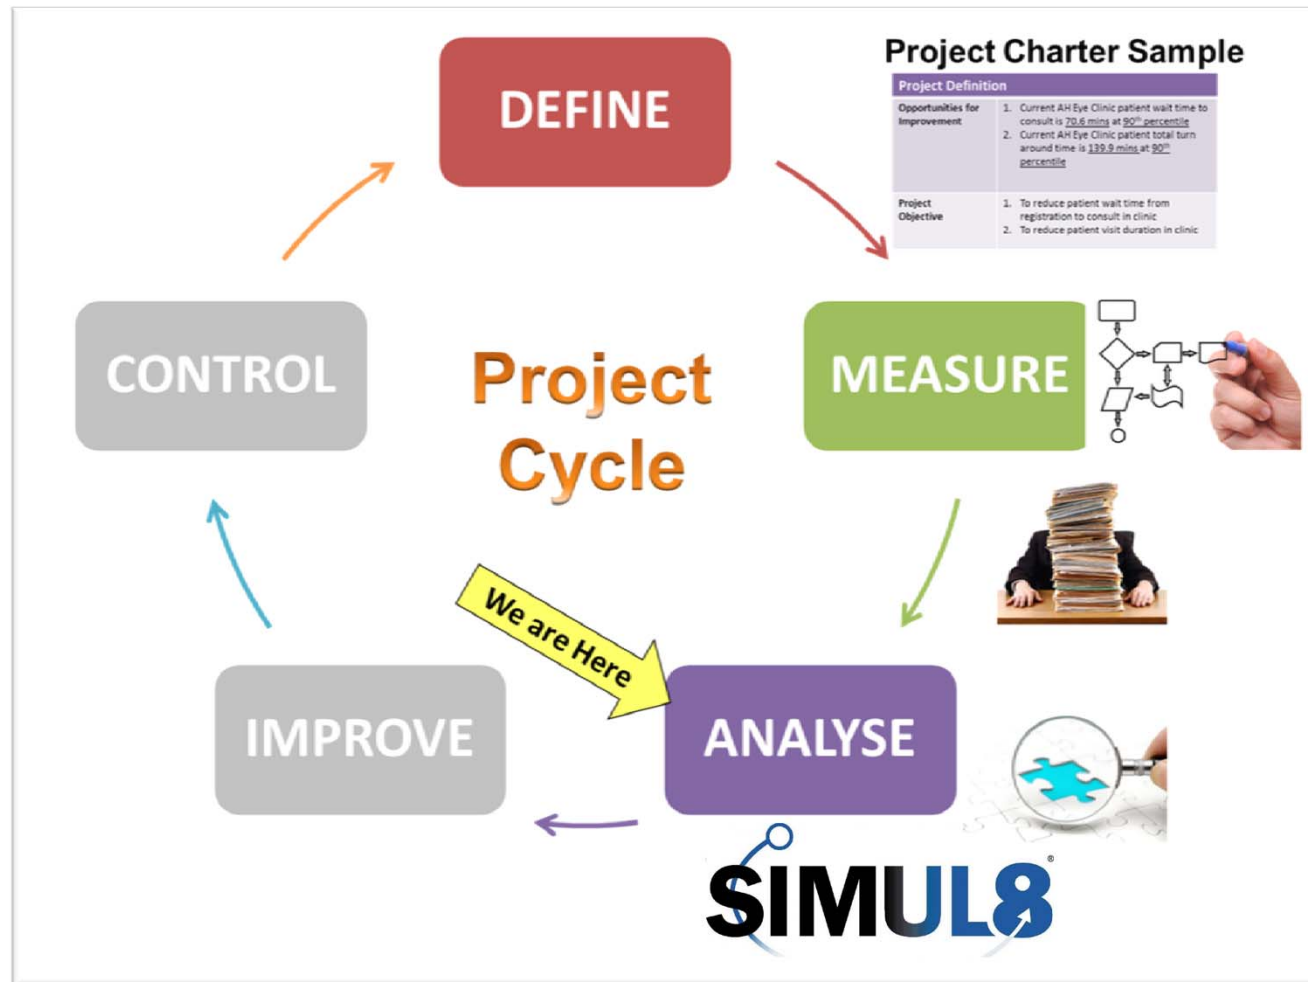 DEFINE
Project Charter Sample
Project Definition
Opportunities for
Improvement
1. Current AH Eye Clinic patient wait time to
consult is 70.6 mins at 90th percentile
2. Current AH Eye Clinic patient total turn
around time is 139.9 mins at 90th
percentile
Project
Objective
1. To reduce patient wait time from
registration to consult in clinic
2. To reduce patient visit duration in clinic
CONTROL
Project
Cycle
MEASURE
We are Here
IMPROVE
ANALYSE
SIMUL8®